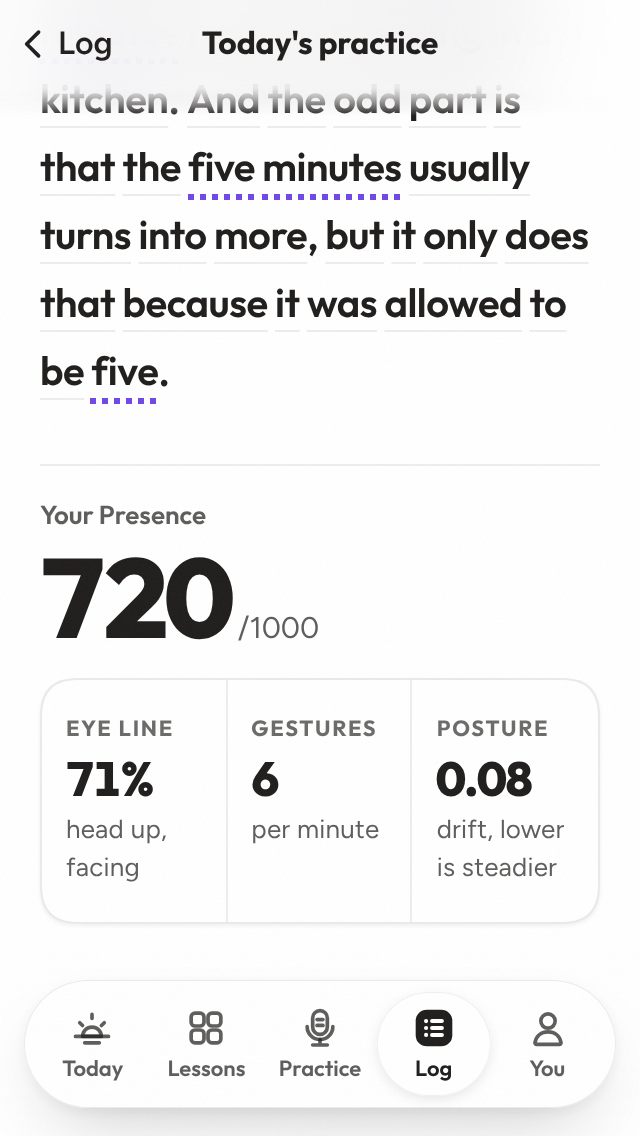 Log
Today's practice
kitchen. And the odd part is
that the five minutes usually
turns into more, but it only does
that because it was allowed to
be five.
Your Presence
720/1000
EYE LINE
71%
head up,
facing
GESTURES
6
per minute
POSTURE
0.08
drift, lower
is steadier
Today
Lessons
Practice
Log
You